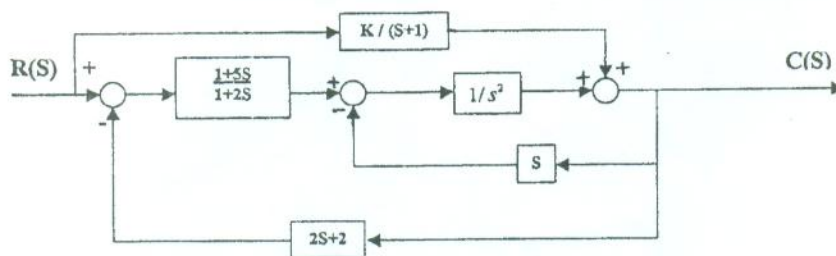 K / (S+1)
R(S)
+
+
C(S)
1+5S
1+2S
+
1/s²
+
-
-
S
2S+2